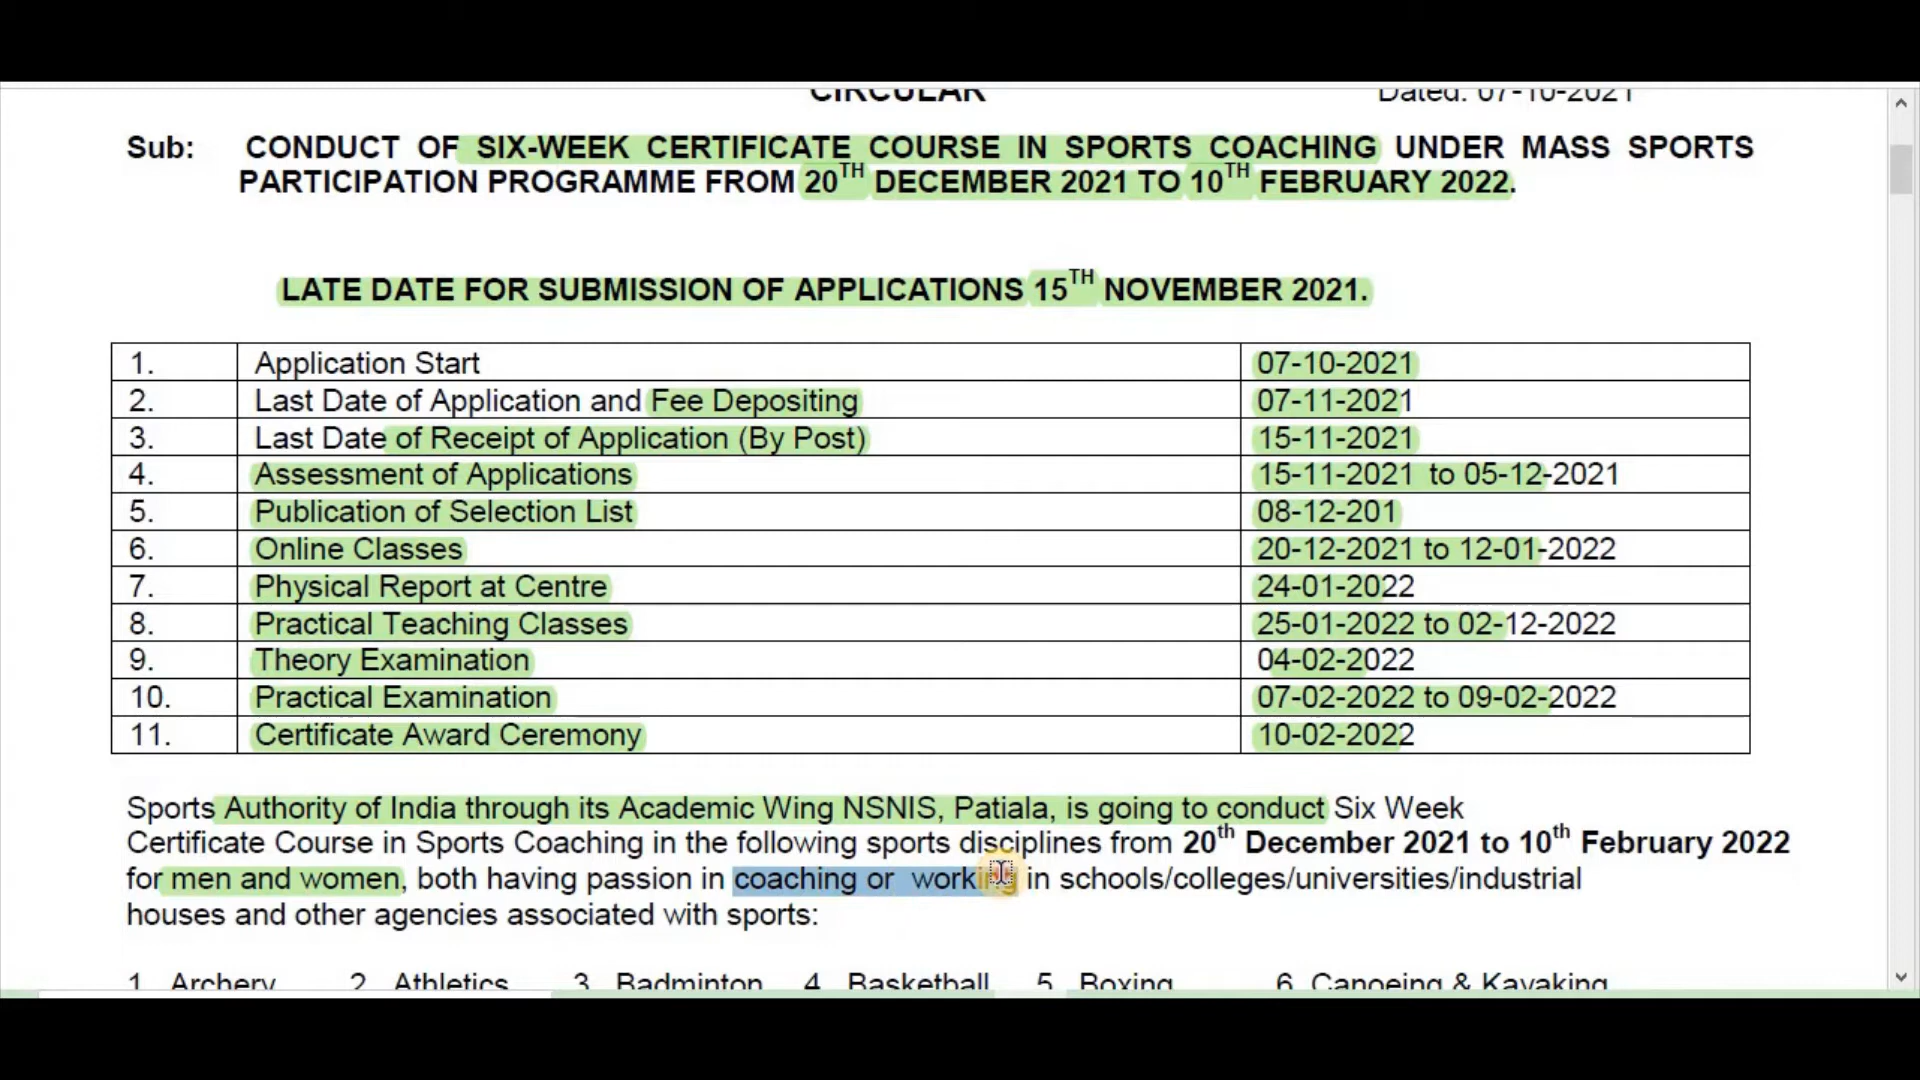 CIRCULAR Dated: 07-10-2021
Sub: CONDUCT OF SIX-WEEK CERTIFICATE COURSE IN SPORTS COACHING UNDER MASS SPORTS
PARTICIPATION PROGRAMME FROM 20TH DECEMBER 2021 TO 10TH FEBRUARY 2022.
LATE DATE FOR SUBMISSION OF APPLICATIONS 15TH NOVEMBER 2021.
1. Application Start 07-10-2021
2. Last Date of Application and Fee Depositing 07-11-2021
3. Last Date of Receipt of Application (By Post) 15-11-2021
4. Assessment of Applications 15-11-2021 to 05-12-2021
5. Publication of Selection List 08-12-201
6. Online Classes 20-12-2021 to 12-01-2022
7. Physical Report at Centre 24-01-2022
8. Practical Teaching Classes 25-01-2022 to 02-12-2022
9. Theory Examination 04-02-2022
10. Practical Examination 07-02-2022 to 09-02-2022
11. Certificate Award Ceremony 10-02-2022
Sports Authority of India through its Academic Wing NSNIS, Patiala, is going to conduct Six Week
Certificate Course in Sports Coaching in the following sports disciplines from 20th December 2021 to 10th February 2022
for men and women, both having passion in coaching or working in schools/colleges/universities/industrial
houses and other agencies associated with sports:
1 Archery 2 Athletics 3 Badminton 4 Basketball 5 Boxing 6 Canoeing & Kayaking